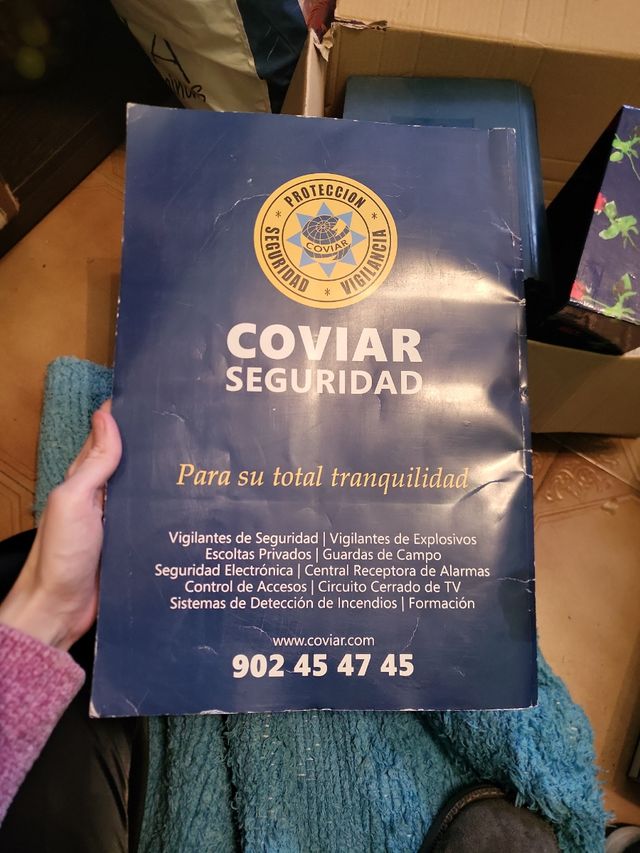 4
PROTECCION
SEGURIDAD * VIGILANCIA *
COVIAR
COVIAR
SEGURIDAD
Para su total tranquilidad
Vigilantes de Seguridad | Vigilantes de Explosivos
Escoltas Privados | Guardas de Campo
Seguridad Electrónica | Central Receptora de Alarmas
Control de Accesos | Circuito Cerrado de TV
Sistemas de Detección de Incendios | Formación
www.coviar.com
902 45 47 45